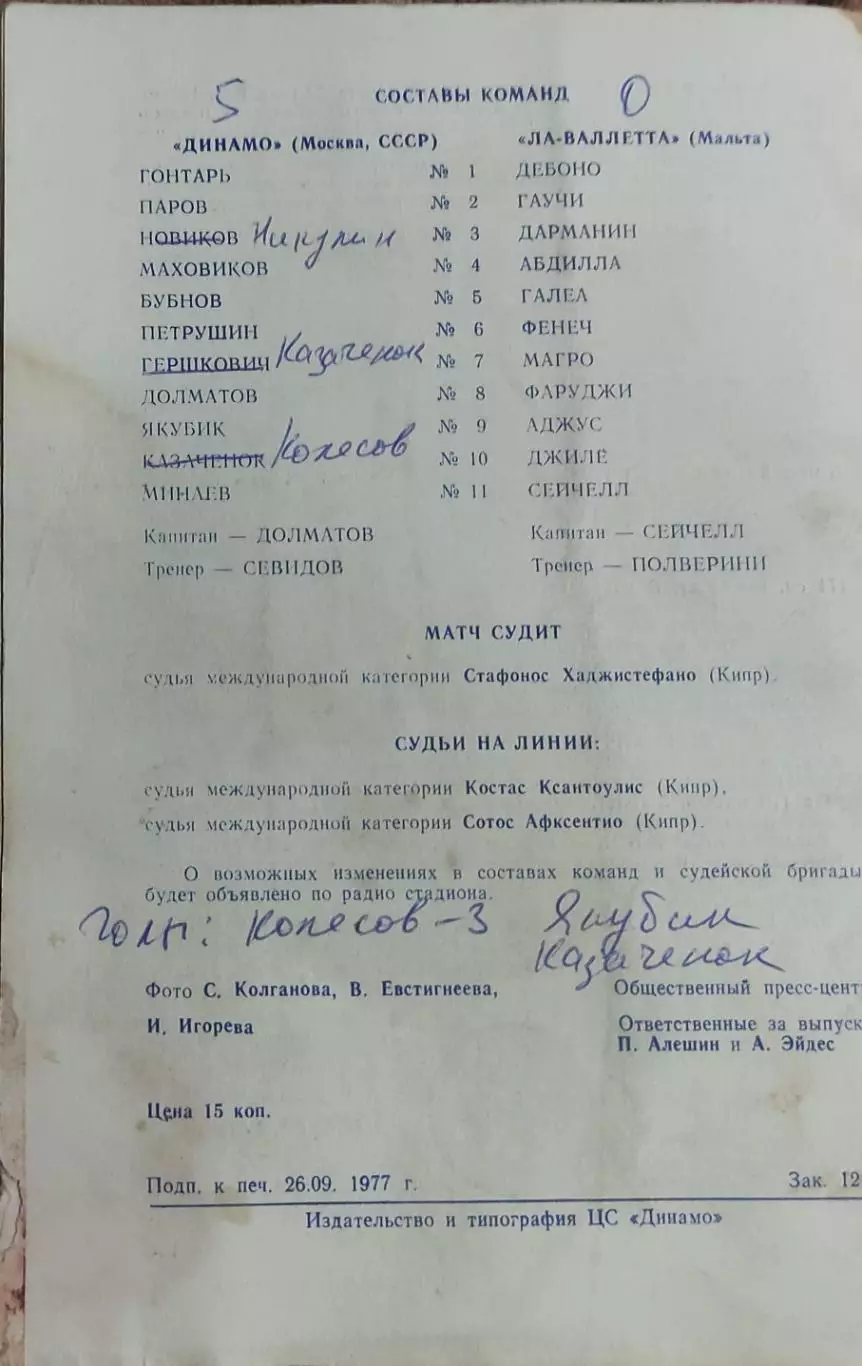 СОСТАВЫ КОМАНД
5 0
«ДИНАМО» (Москва, СССР) «ЛА-ВАЛЛЕТТА» (Мальта)
ГОНТАРЬ № 1 ДЕБОНО
ПАРОВ № 2 ГАУЧИ
НОВИКОВ Никулин № 3 ДАРМАНИН
МАХОВИКОВ № 4 АБДИЛЛА
БУБНОВ № 5 ГАЛЕА
ПЕТРУШИН № 6 ФЕНЕЧ
ГЕРШКОВИЧ Казаченок № 7 МАГРО
ДОЛМАТОВ № 8 ФАРУДЖИ
ЯКУБИК № 9 АДЖУС
КАЗАЧЕНОК Колесов № 10 ДЖИЛЕ
МИНАЕВ № 11 СЕЙЧЕЛЛ
Капитан — ДОЛМАТОВ Капитан — СЕЙЧЕЛЛ
Тренер — СЕВИДОВ Тренер — ПОЛВЕРИНИ
МАТЧ СУДИТ
судья международной категории Стафонос Хаджистефано (Кипр).
СУДЬИ НА ЛИНИИ:
судья международной категории Костас Ксантоулис (Кипр),
судья международной категории Сотос Афксентио (Кипр).
О возможных изменениях в составах команд и судейской бригады
будет объявлено по радио стадиона.
Голы: Колесов - 3 Якубик
Казаченок
Фото С. Колганова, В. Евстигнеева, Общественный пресс-цент
И. Игорева Ответственные за выпуск
П. Алешин и А. Эйдес
Цена 15 коп.
Подп. к печ. 26.09. 1977 г. Зак. 12
Издательство и типография ЦС «Динамо»